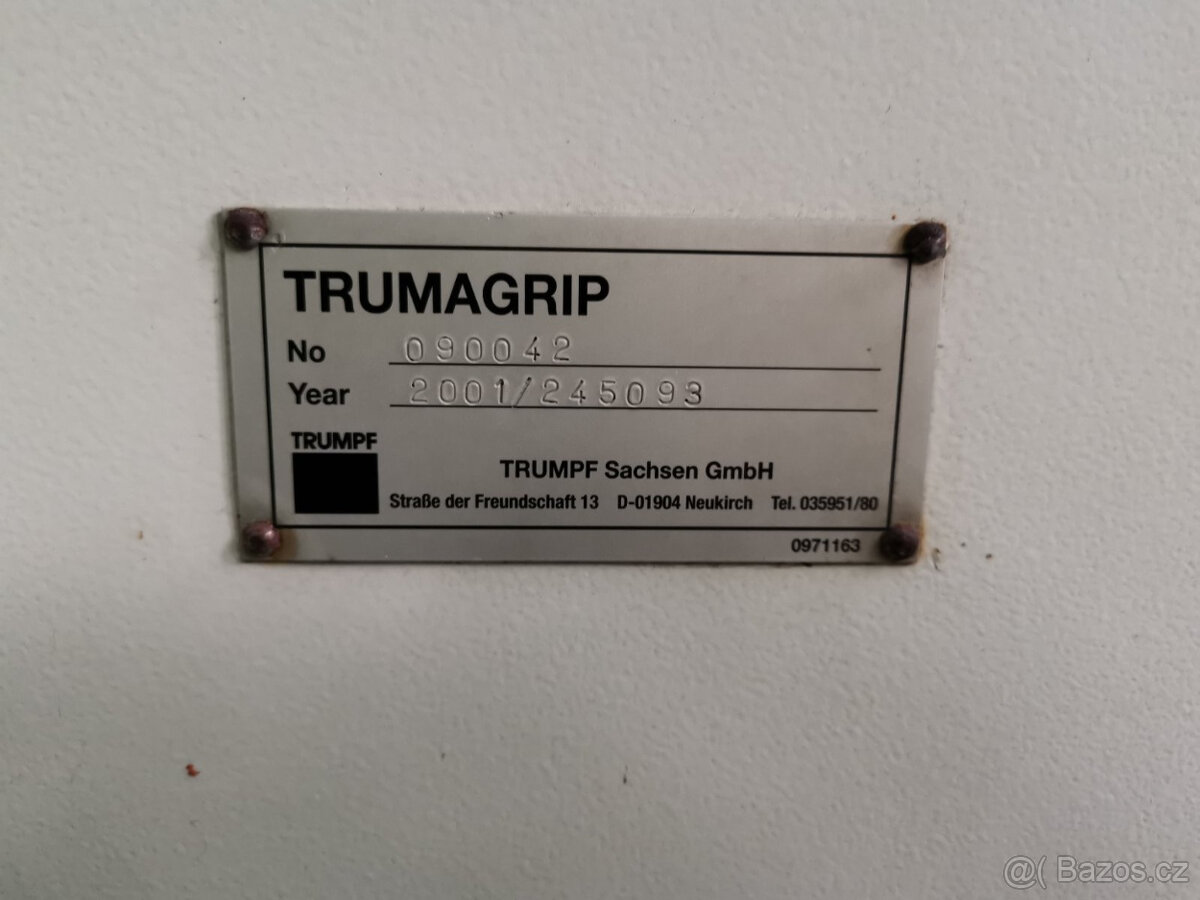 TRUMAGRIP
No 090042
Year 2001/245093
TRUMPF
TRUMPF Sachsen GmbH
Straße der Freundschaft 13 D-01904 Neukirch Tel. 035951/80
0971163
@( Bazos.cz